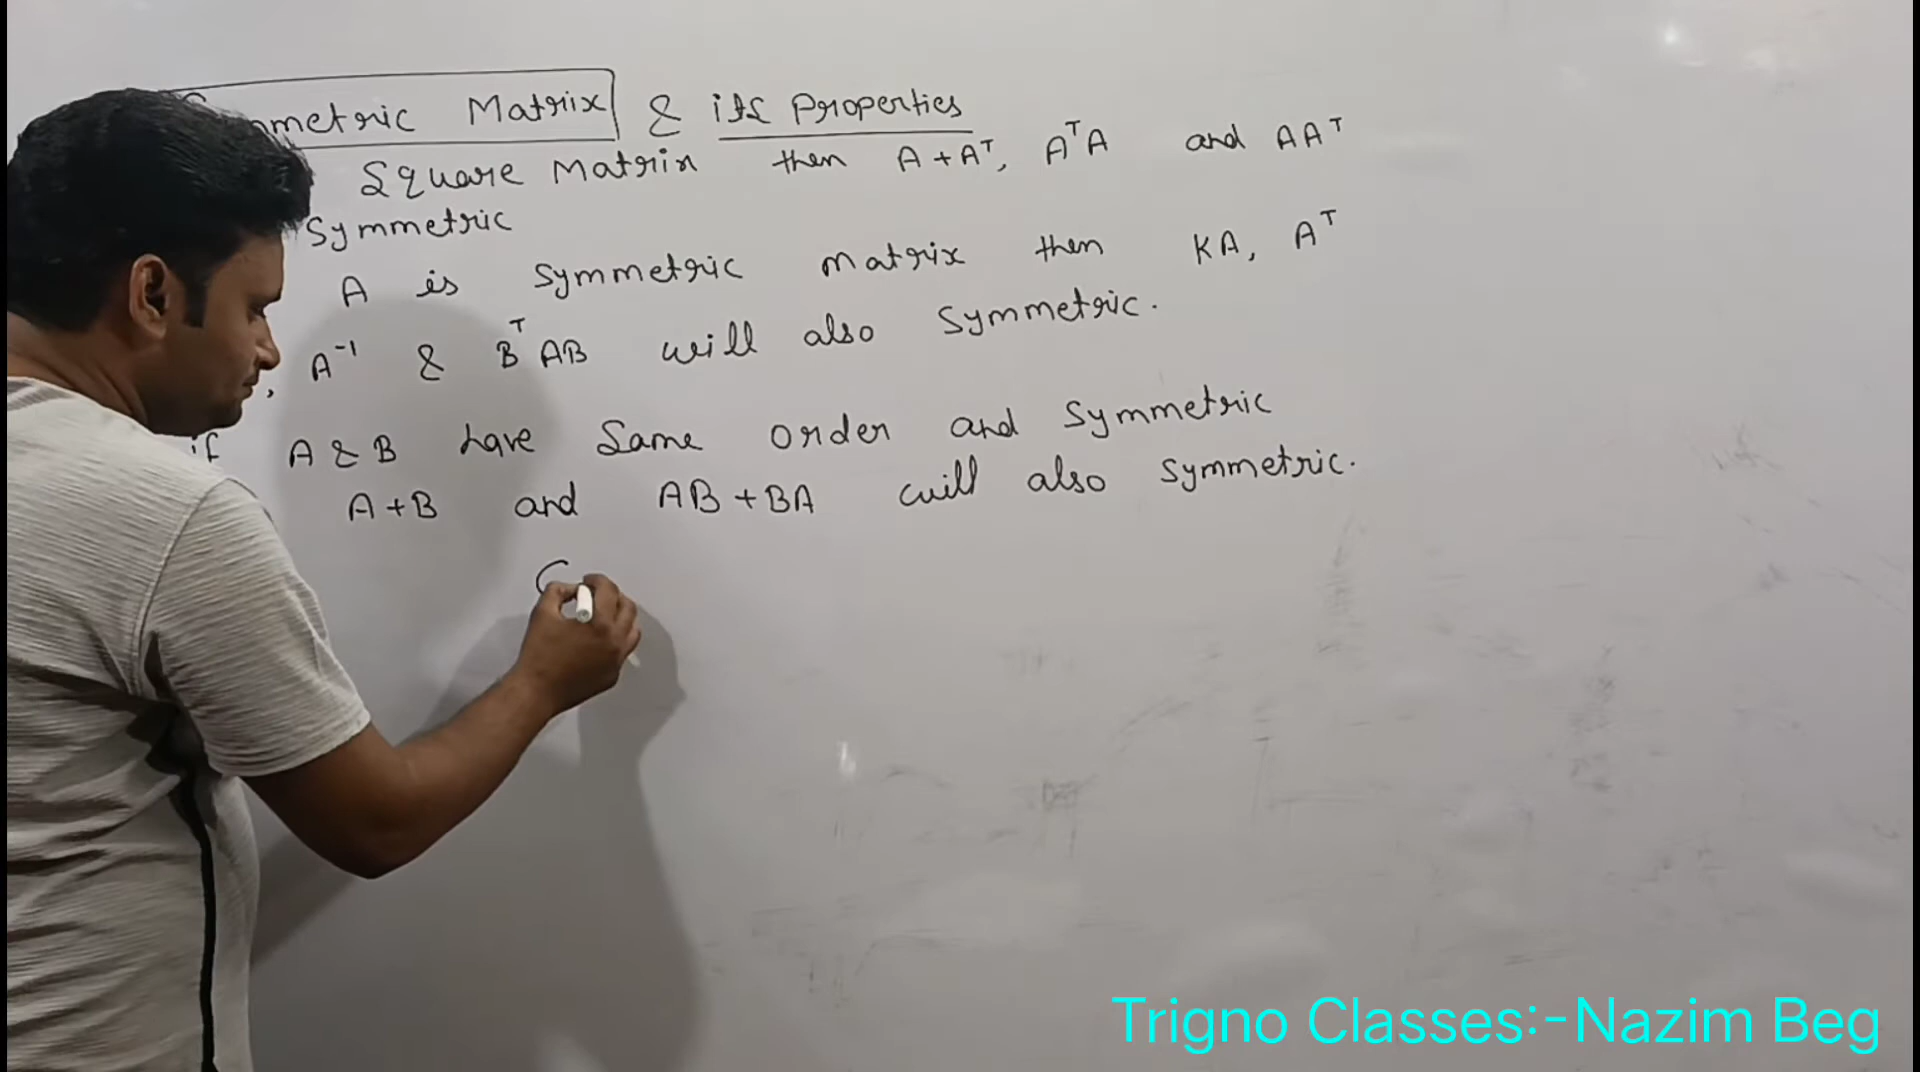 Matrix & its Properties
Square Matrix then A + Aᵀ, AᵀA and AAᵀ
Symmetric
A is Symmetric matrix then KA, Aᵀ
, A⁻¹ & BᵀAB will also Symmetric.
if A & B have Same order and Symmetric
A + B and AB + BA will also Symmetric.
Trigno Classes:-Nazim Beg